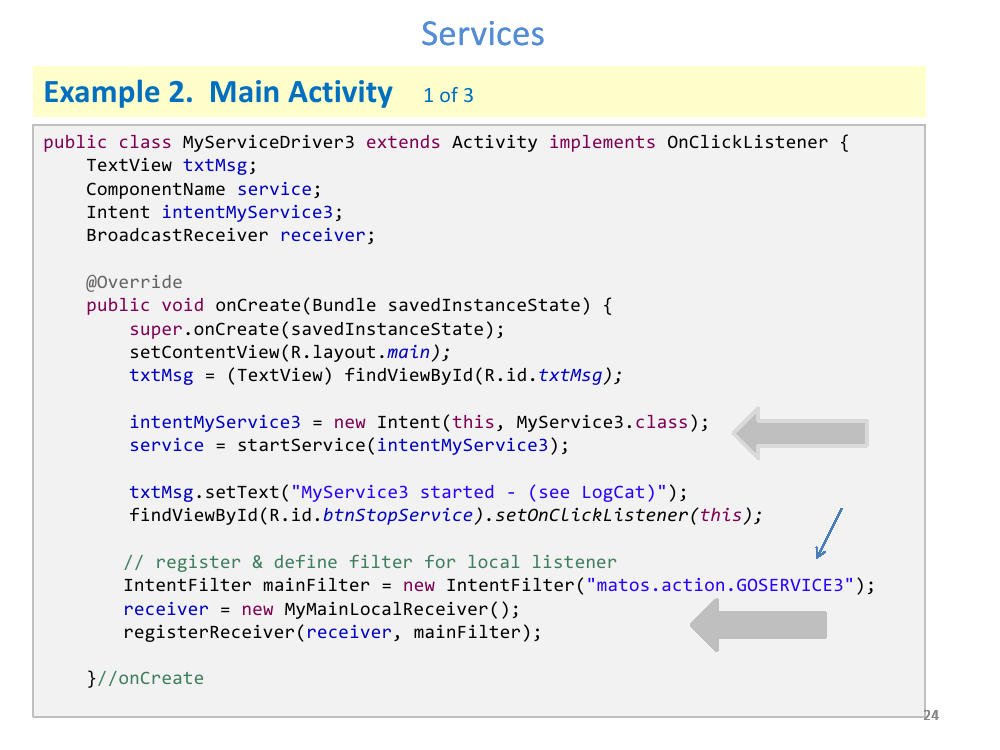 Services
Example 2. Main Activity 1 of 3
public class MyServiceDriver3 extends Activity implements OnClickListener {
TextView txtMsg;
ComponentName service;
Intent intentMyService3;
BroadcastReceiver receiver;
@Override
public void onCreate(Bundle savedInstanceState) {
super.onCreate(savedInstanceState);
setContentView(R.layout.main);
txtMsg = (TextView) findViewById(R.id.txtMsg);
intentMyService3 = new Intent(this, MyService3.class);
service = startService(intentMyService3);
txtMsg.setText("MyService3 started - (see LogCat)");
findViewById(R.id.btnStopService).setOnClickListener(this);
// register & define filter for local listener
IntentFilter mainFilter = new IntentFilter("matos.action.GOSERVICE3");
receiver = new MyMainLocalReceiver();
registerReceiver(receiver, mainFilter);
}//onCreate
24